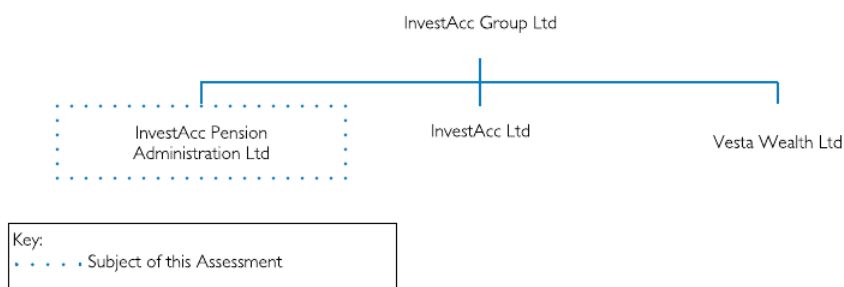 InvestAcc Group Ltd
InvestAcc Pension
Administration Ltd
InvestAcc Ltd
Vesta Wealth Ltd
Key:
Subject of this Assessment